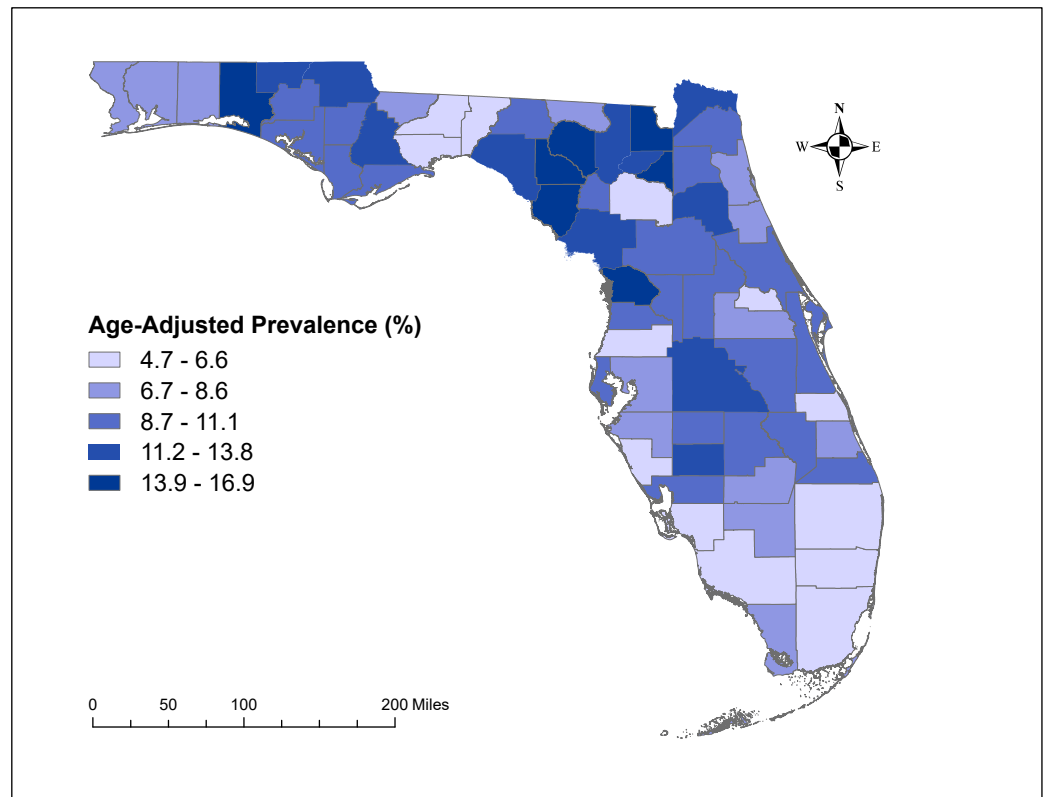 N
W E
S
Age-Adjusted Prevalence (%)
4.7 - 6.6
6.7 - 8.6
8.7 - 11.1
11.2 - 13.8
13.9 - 16.9
0 50 100 200 Miles